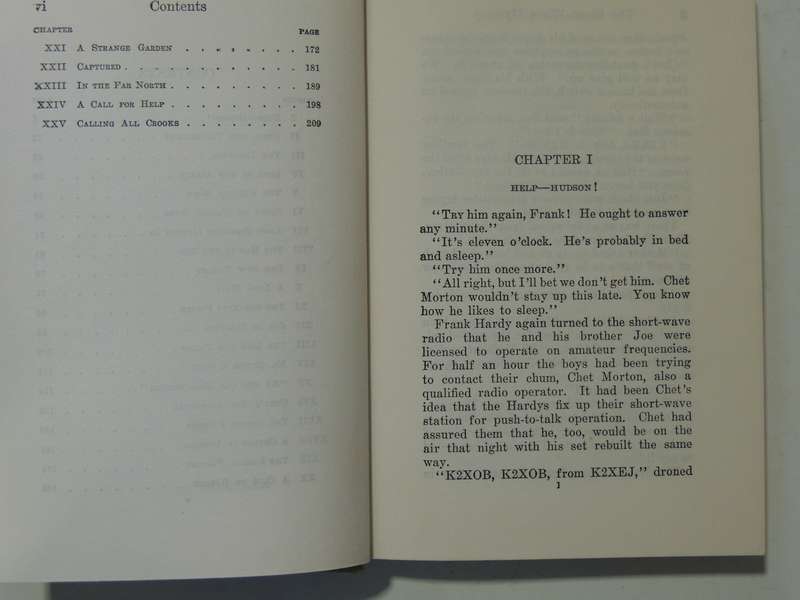 vi Contents
CHAPTER PAGE
XXI A STRANGE GARDEN . . . . . . . . 172
XXII CAPTURED . . . . . . . . . . . . 181
XXIII IN THE FAR NORTH . . . . . . . . . 189
XXIV A CALL FOR HELP . . . . . . . . . 198
XXV CALLING ALL CROOKS . . . . . . . . 209
CHAPTER I
HELP—HUDSON!
"TRY him again, Frank! He ought to answer
any minute."
"It's eleven o'clock. He's probably in bed
and asleep."
"Try him once more."
"All right, but I'll bet we don't get him. Chet
Morton wouldn't stay up this late. You know
how he likes to sleep."
Frank Hardy again turned to the short-wave
radio that he and his brother Joe were
licensed to operate on amateur frequencies.
For half an hour the boys had been trying
to contact their chum, Chet Morton, also a
qualified radio operator. It had been Chet's
idea that the Hardys fix up their short-wave
station for push-to-talk operation. Chet had
assured them that he, too, would be on the
air that night with his set rebuilt the same
way.
"K2XOB, K2XOB, from K2XEJ," droned
1